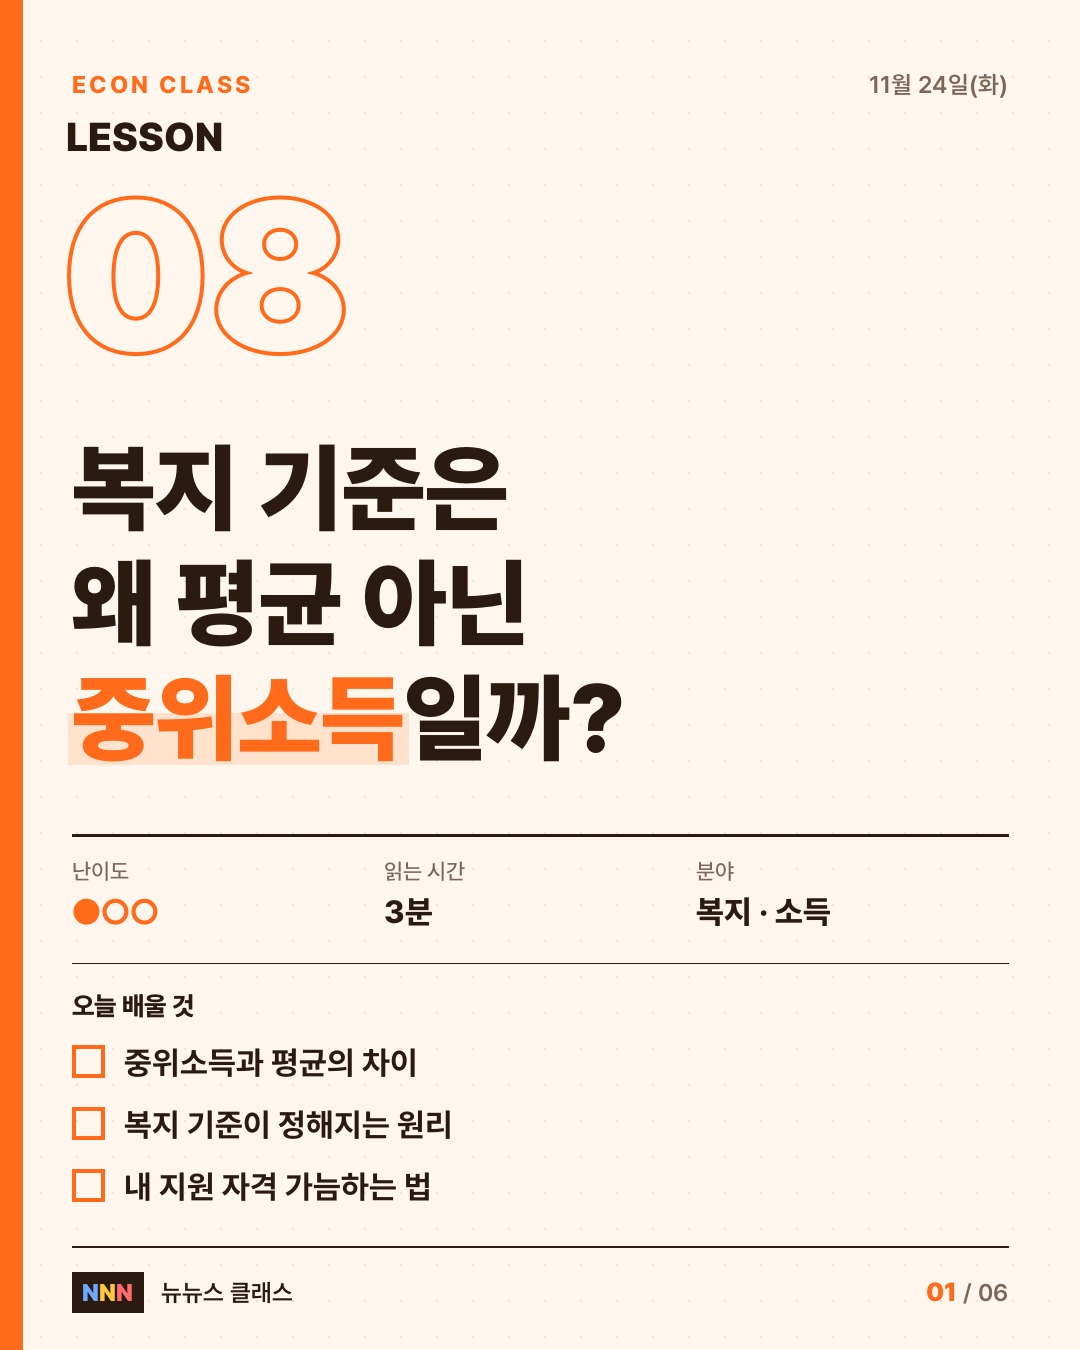 ECON CLASS
11월 24일(화)
LESSON
08
복지 기준은
왜 평균 아닌
중위소득일까?
난이도
읽는 시간
분야
3분
복지 · 소득
오늘 배울 것
중위소득과 평균의 차이
복지 기준이 정해지는 원리
내 지원 자격 가늠하는 법
NNN 뉴뉴스 클래스
01 / 06